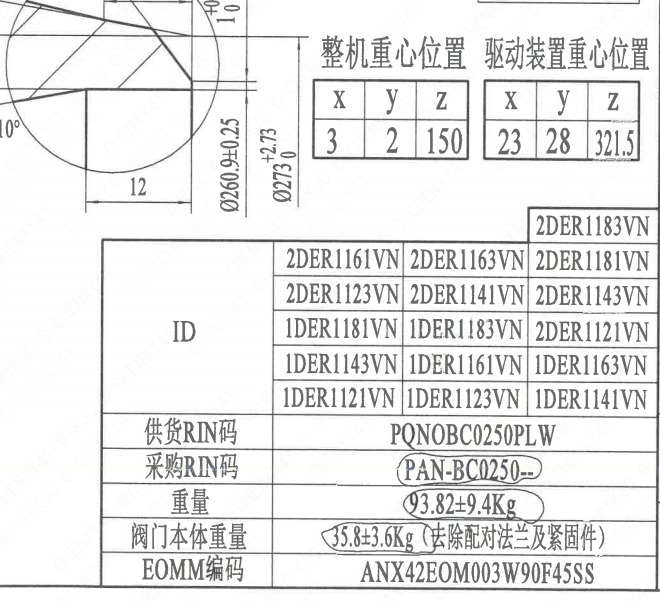 +0
1 0
整机重心位置 驱动装置重心位置
x y z x y z
3 2 150 23 28 321.5
10°
12
Ø260.9±0.25
Ø273 +2.73 0
2DER1183VN
2DER1161VN 2DER1163VN 2DER1181VN
2DER1123VN 2DER1141VN 2DER1143VN
ID 1DER1181VN 1DER1183VN 2DER1121VN
1DER1143VN 1DER1161VN 1DER1163VN
1DER1121VN 1DER1123VN 1DER1141VN
供货RIN码 PQNOBC0250PLW
采购RIN码 PAN-BC0250--
重量 93.82±9.4Kg
阀门本体重量 35.8±3.6Kg（去除配对法兰及紧固件）
EOMM编码 ANX42EOM003W90F45SS